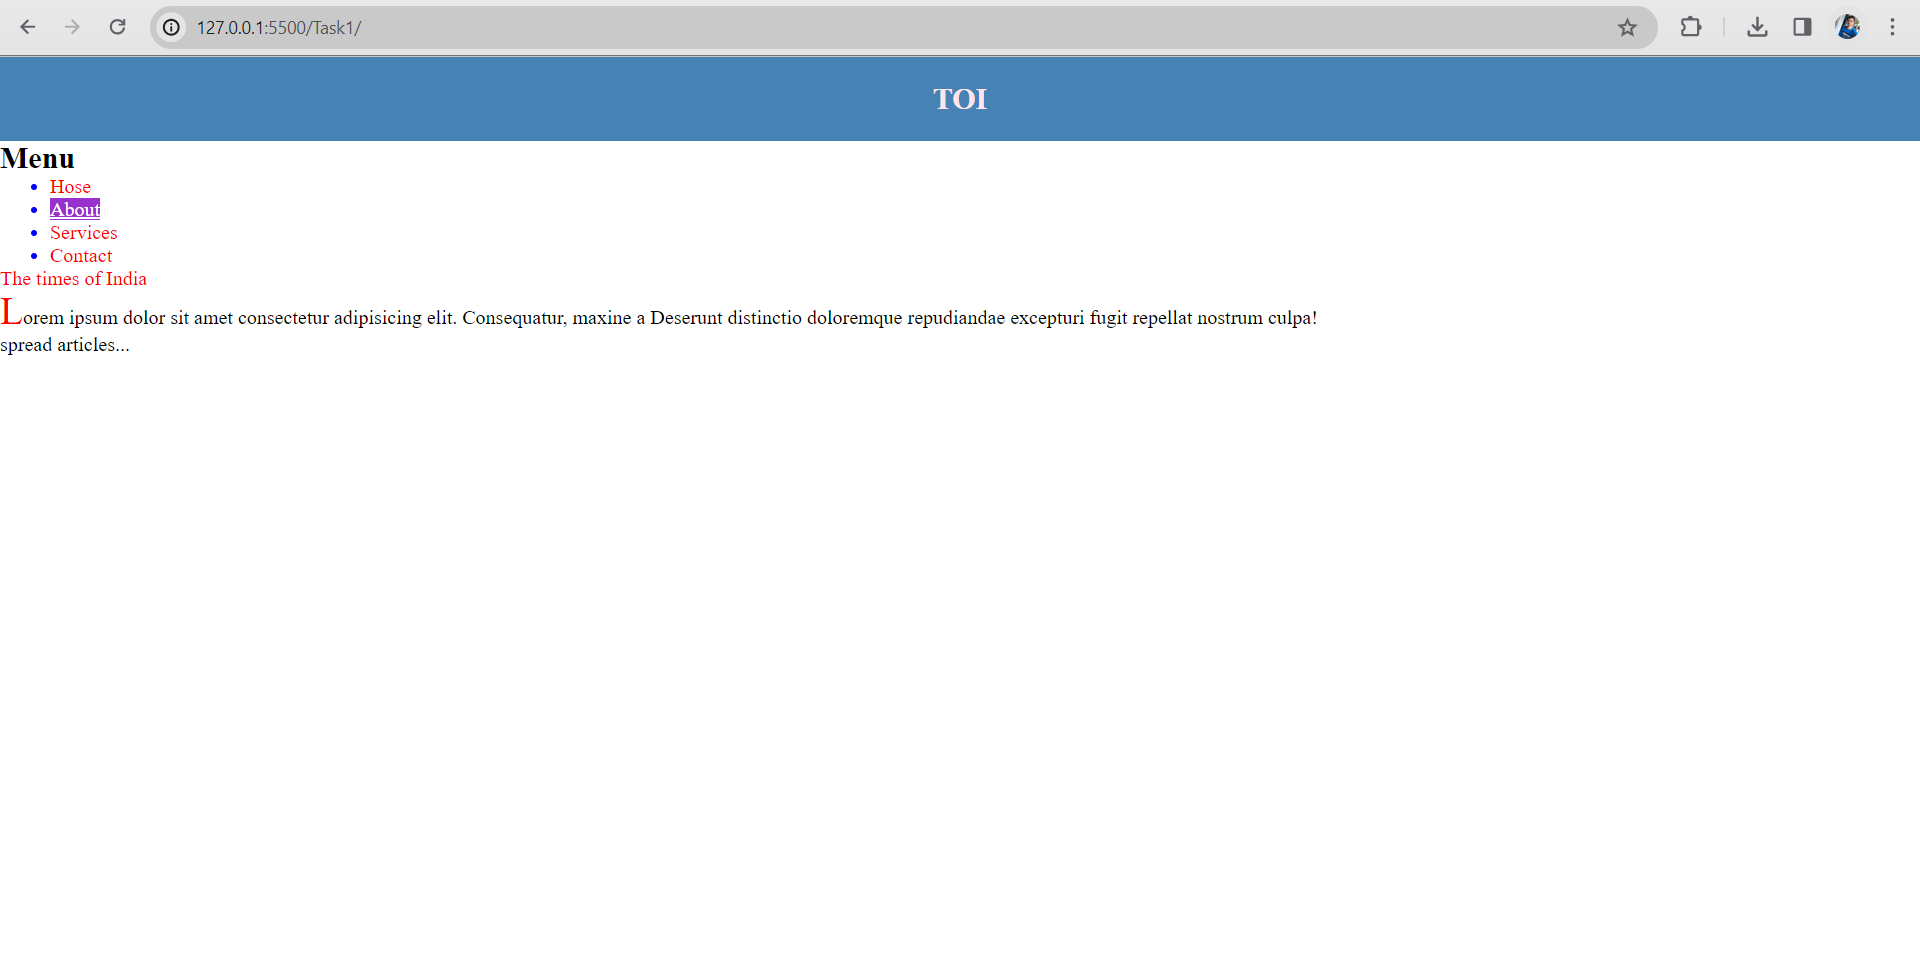 127.0.0.1:5500/Task1/
TOI
Menu
Hose
About
Services
Contact
The times of India
Lorem ipsum dolor sit amet consectetur adipisicing elit. Consequatur, maxine a Deserunt distinctio doloremque repudiandae excepturi fugit repellat nostrum culpa!
spread articles...